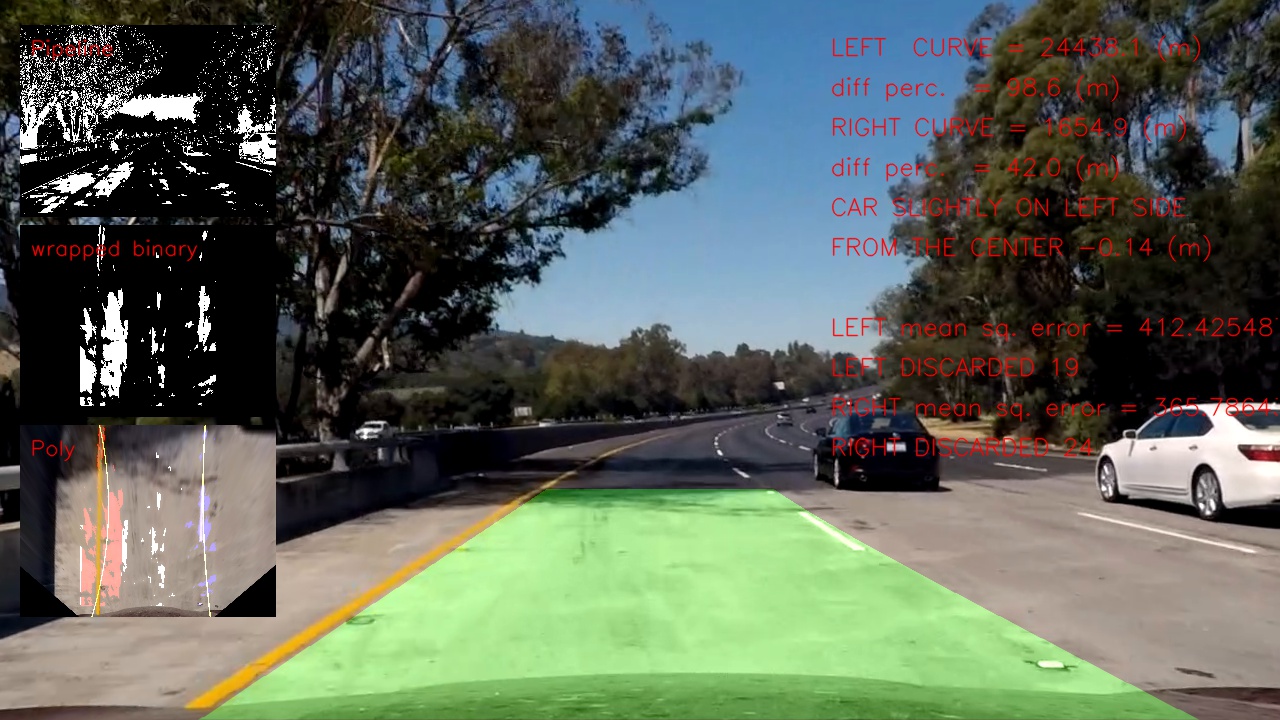 Pipeline
wrapped binary
Poly
LEFT CURVE = 24438.1 (m)
diff perc. = 98.6 (m)
RIGHT CURVE = 1654.9 (m)
diff perc. = 42.0 (m)
CAR SLIGHTLY ON LEFT SIDE
FROM THE CENTER -0.14 (m)
LEFT mean sq. error = 412.42548
LEFT DISCARDED 19
RIGHT mean sq. error = 365.7864
RIGHT DISCARDED 24